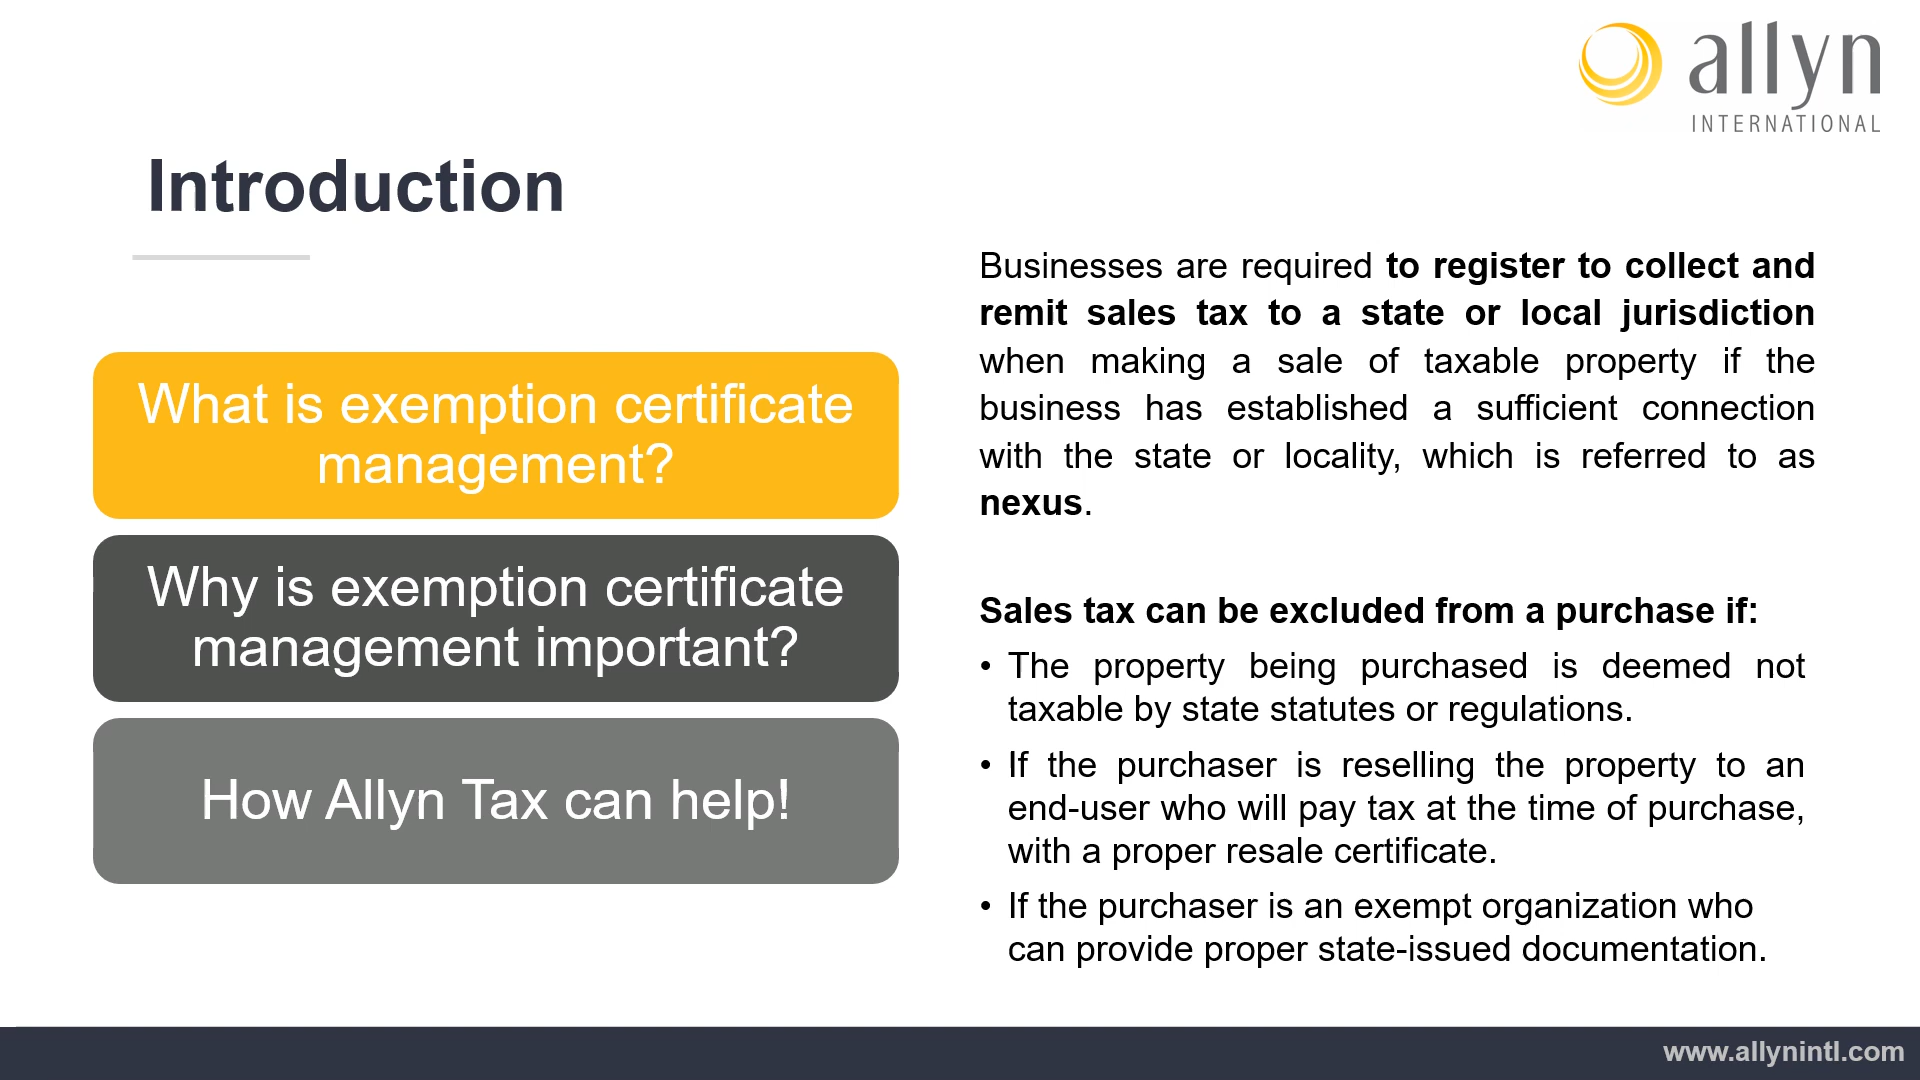 allyn
INTERNATIONAL
Introduction
What is exemption certificate
management?
Why is exemption certificate
management important?
How Allyn Tax can help!
Businesses are required to register to collect and
remit sales tax to a state or local jurisdiction
when making a sale of taxable property if the
business has established a sufficient connection
with the state or locality, which is referred to as
nexus.
Sales tax can be excluded from a purchase if:
• The property being purchased is deemed not
taxable by state statutes or regulations.
• If the purchaser is reselling the property to an
end-user who will pay tax at the time of purchase,
with a proper resale certificate.
• If the purchaser is an exempt organization who
can provide proper state-issued documentation.
www.allynintl.com